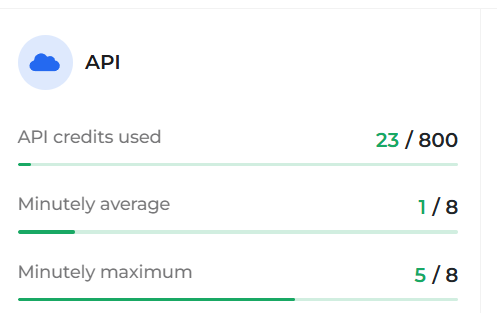 API
API credits used 23 / 800
Minutely average 1 / 8
Minutely maximum 5 / 8